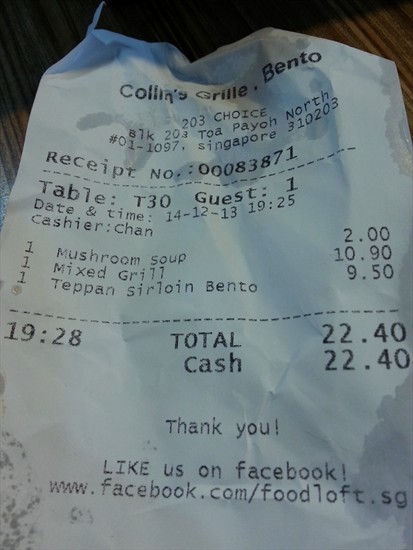 Collin's Grille . Bento
203 CHOICE
Blk 203 Toa Payoh North
#01-1097, singapore 310203
Receipt No.:00083871
Table: T30 Guest: 1
Date & time: 14-12-13 19:25
Cashier:Chan
1 Mushroom soup 2.00
1 Mixed Grill 10.90
1 Teppan Sirloin Bento 9.50
19:28 TOTAL 22.40
Cash 22.40
Thank you!
LIKE us on facebook!
www.facebook.com/foodloft.sg